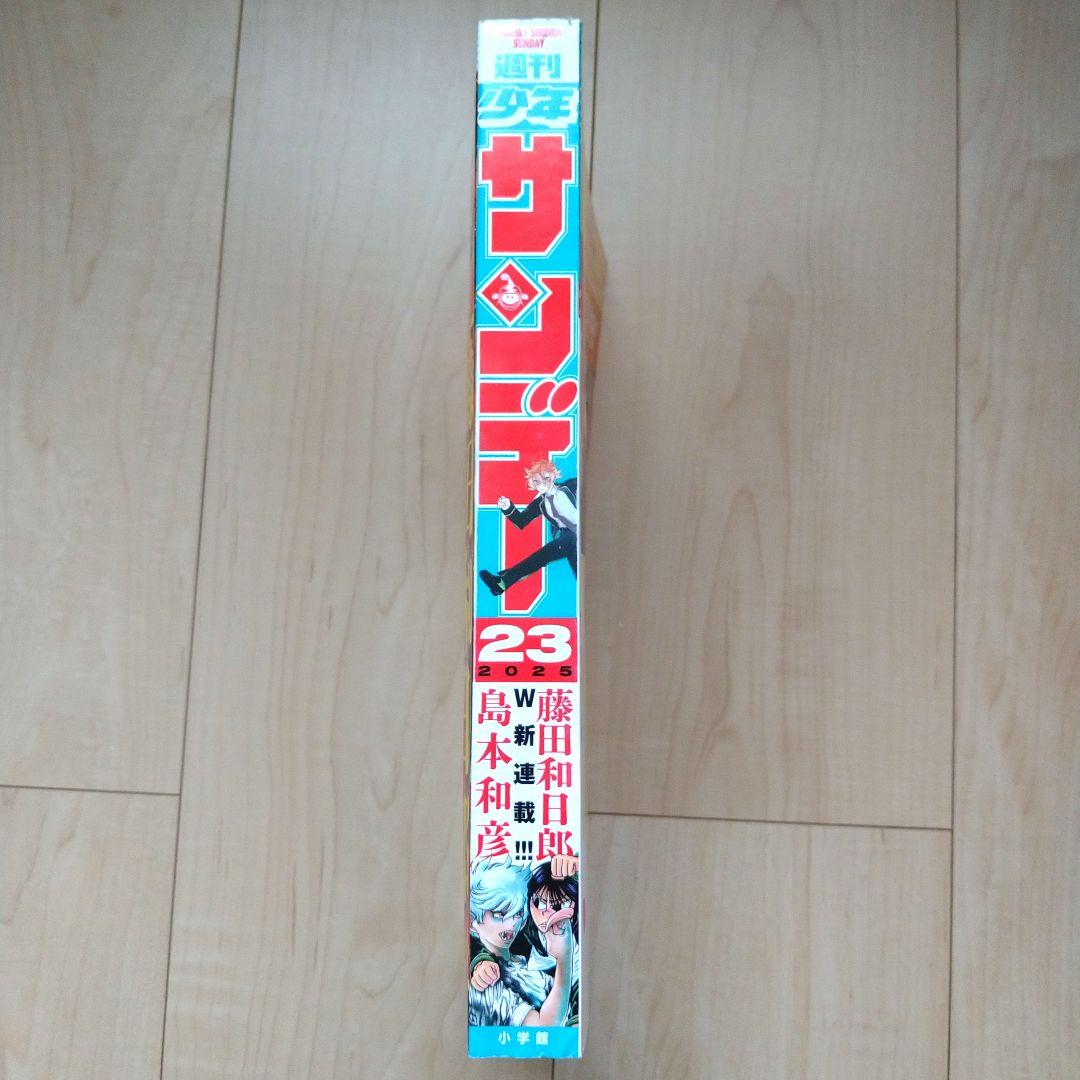 WEEKLY SHONEN
SUNDAY
週刊
少年
サンデー
23
2025
藤田和日郎
W新連載!!!
島本和彦
小学館